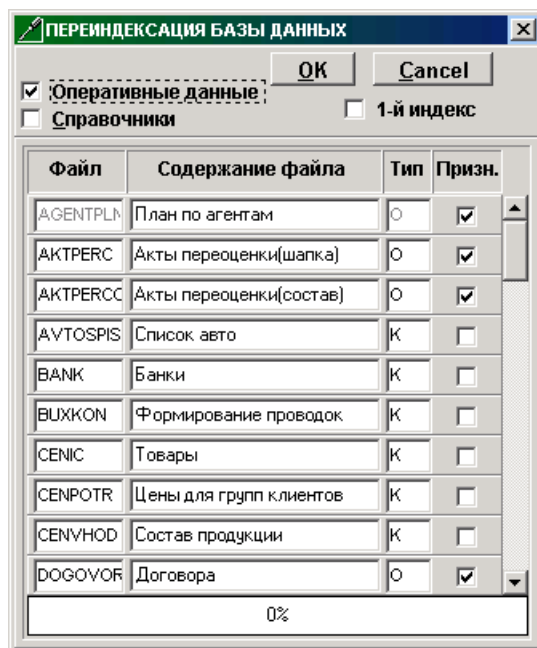 ПЕРЕИНДЕКСАЦИЯ БАЗЫ ДАННЫХ
OK Cancel
Оперативные данные
Справочники
1-й индекс
Файл Содержание файла Тип Призн.
AGENTPLN План по агентам О
AKTPERC Акты переоценки(шапка) О
AKTPERCC Акты переоценки(состав) О
AVTOSPIS Список авто К
BANK Банки К
BUXKON Формирование проводок К
CENIC Товары К
CENPOTR Цены для групп клиентов К
CENVHOD Состав продукции К
DOGOVOR Договора О
0%